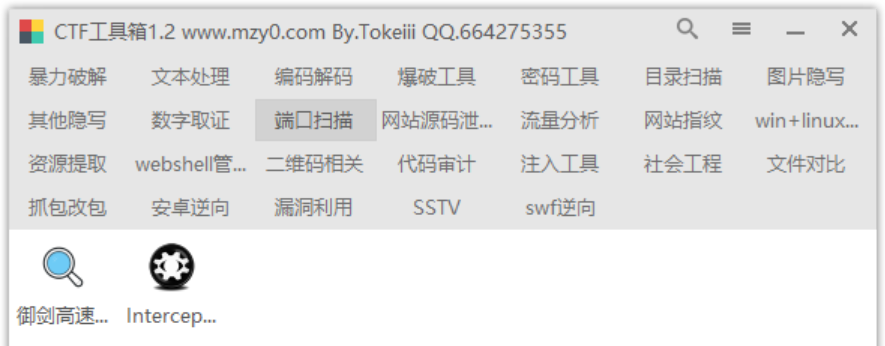 CTF工具箱1.2 www.mzy0.com By.Tokeiii QQ.664275355
暴力破解 文本处理 编码解码 爆破工具 密码工具 目录扫描 图片隐写
其他隐写 数字取证 端口扫描 网站源码泄... 流量分析 网站指纹 win+linux...
资源提取 webshell管... 二维码相关 代码审计 注入工具 社会工程 文件对比
抓包改包 安卓逆向 漏洞利用 SSTV swf逆向
御剑高速... Intercep...